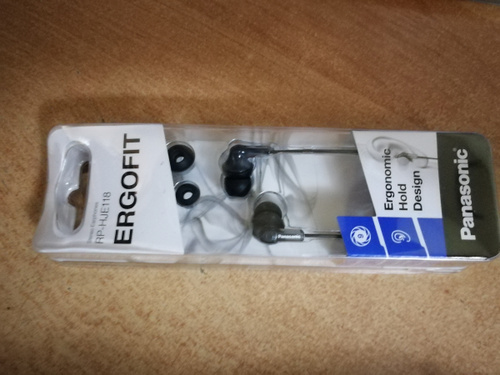 RP-HJE118
ERGOFIT
Ergonomic
Hold
Design
Panasonic